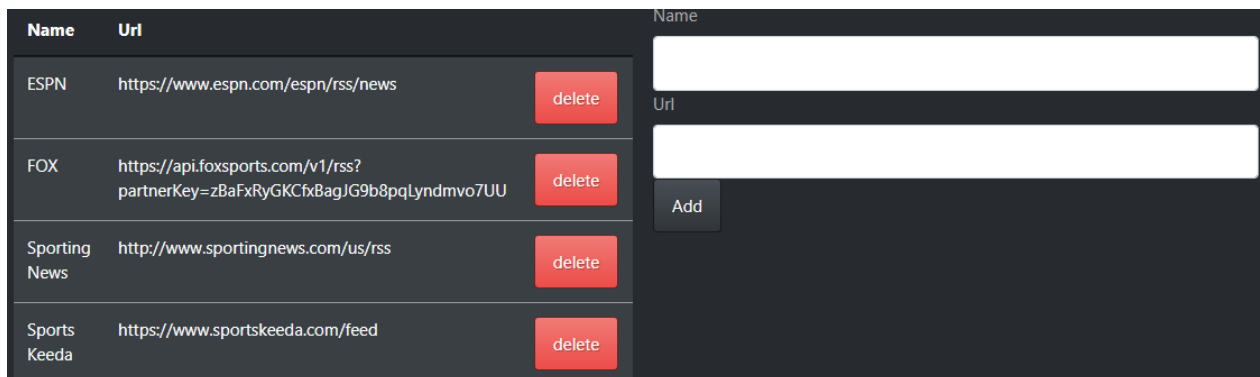 Name Url
ESPN https://www.espn.com/espn/rss/news delete
FOX https://api.foxsports.com/v1/rss?
partnerKey=zBaFxRyGKCfxBagJG9b8pqLyndmvo7UU delete
Sporting http://www.sportingnews.com/us/rss
News delete
Sports https://www.sportskeeda.com/feed
Keeda delete
Name
Url
Add